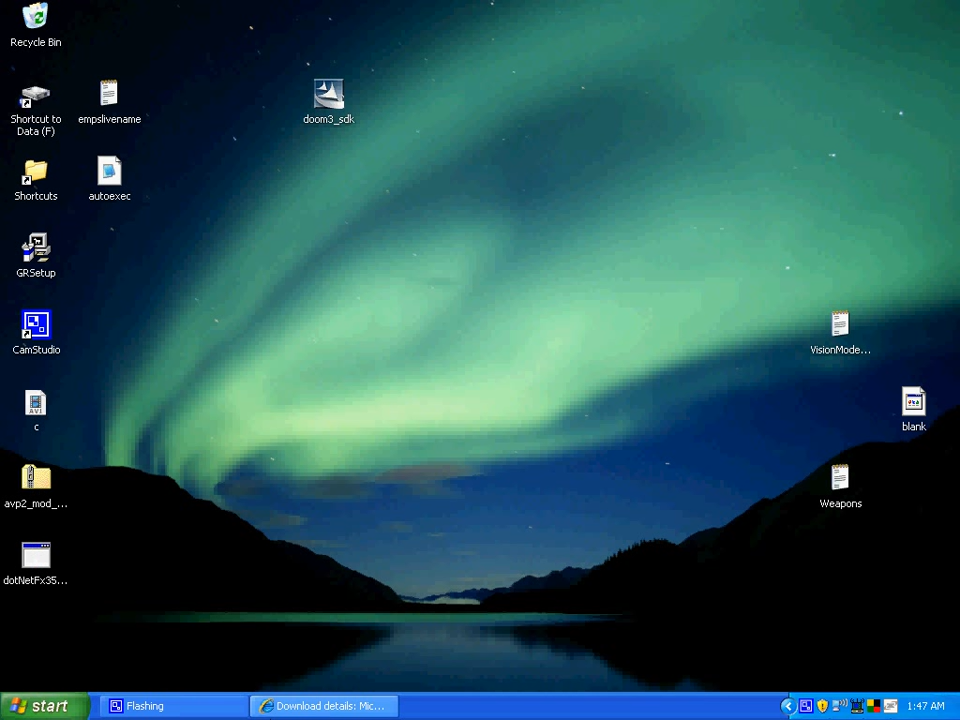 Recycle Bin
Shortcut to
Data (F)
empslivename
doom3_sdk
Shortcuts
autoexec
GRSetup
CamStudio
VisionMode...
AVI
c
blank
avp2_mod_...
Weapons
dotNetFx35...
start
Flashing
Download details: Mic...
1:47 AM